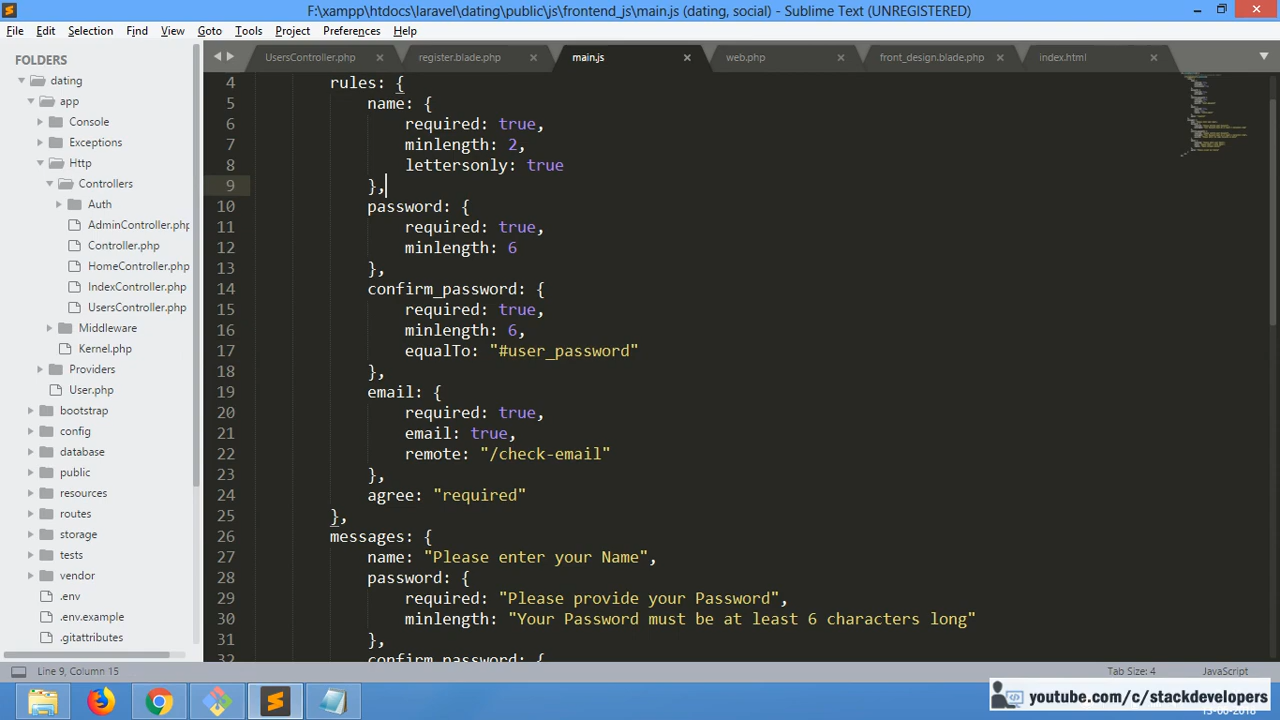 F:\xampp\htdocs\laravel\dating\public\js\frontend_js\main.js (dating, social) - Sublime Text (UNREGISTERED)
File Edit Selection Find View Goto Tools Project Preferences Help
FOLDERS
dating
app
Console
Exceptions
Http
Controllers
Auth
AdminController.php
Controller.php
HomeController.php
IndexController.php
UsersController.php
Middleware
Kernel.php
Providers
User.php
bootstrap
config
database
public
resources
routes
storage
tests
vendor
.env
.env.example
.gitattributes
UsersController.php register.blade.php main.js web.php front_design.blade.php index.html
4 rules: {
5 name: {
6 required: true,
7 minlength: 2,
8 lettersonly: true
9 },
10 password: {
11 required: true,
12 minlength: 6
13 },
14 confirm_password: {
15 required: true,
16 minlength: 6,
17 equalTo: "#user_password"
18 },
19 email: {
20 required: true,
21 email: true,
22 remote: "/check-email"
23 },
24 agree: "required"
25 },
26 messages: {
27 name: "Please enter your Name",
28 password: {
29 required: "Please provide your Password",
30 minlength: "Your Password must be at least 6 characters long"
31 },
32 confirm_password: {
Line 9, Column 15 Tab Size: 4 JavaScript
youtube.com/c/stackdevelopers